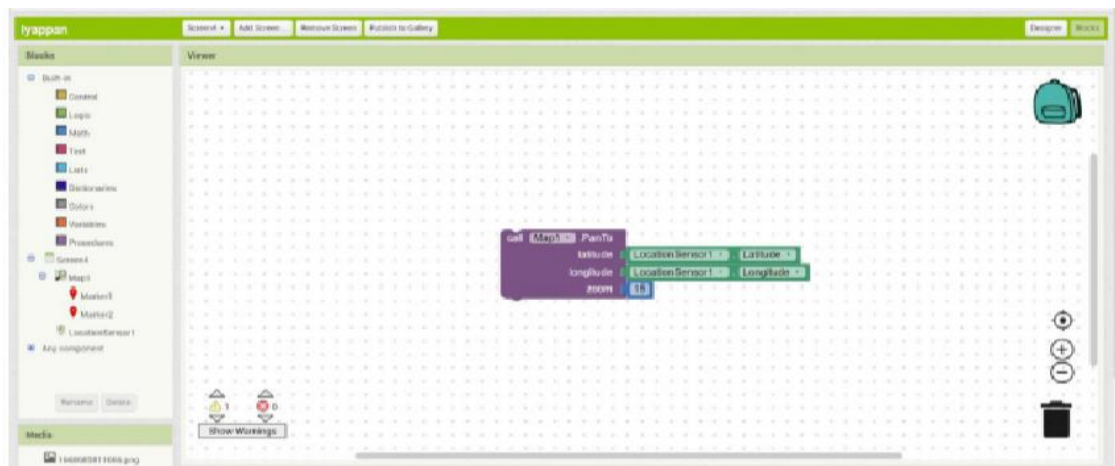 Iyappan
Screen4 Add Screen... Remove Screen Publish to Gallery
Designer Blocks
Blocks
Viewer
Built-in
Control
Logic
Math
Text
Lists
Dictionaries
Colors
Variables
Procedures
Screen4
Map1
Marker1
Marker2
LocationSensor1
Any component
Rename Delete
Media
call Map1 .PanTo
latitude LocationSensor1 . Latitude
longitude LocationSensor1 . Longitude
zoom 18
1 0
Show Warnings